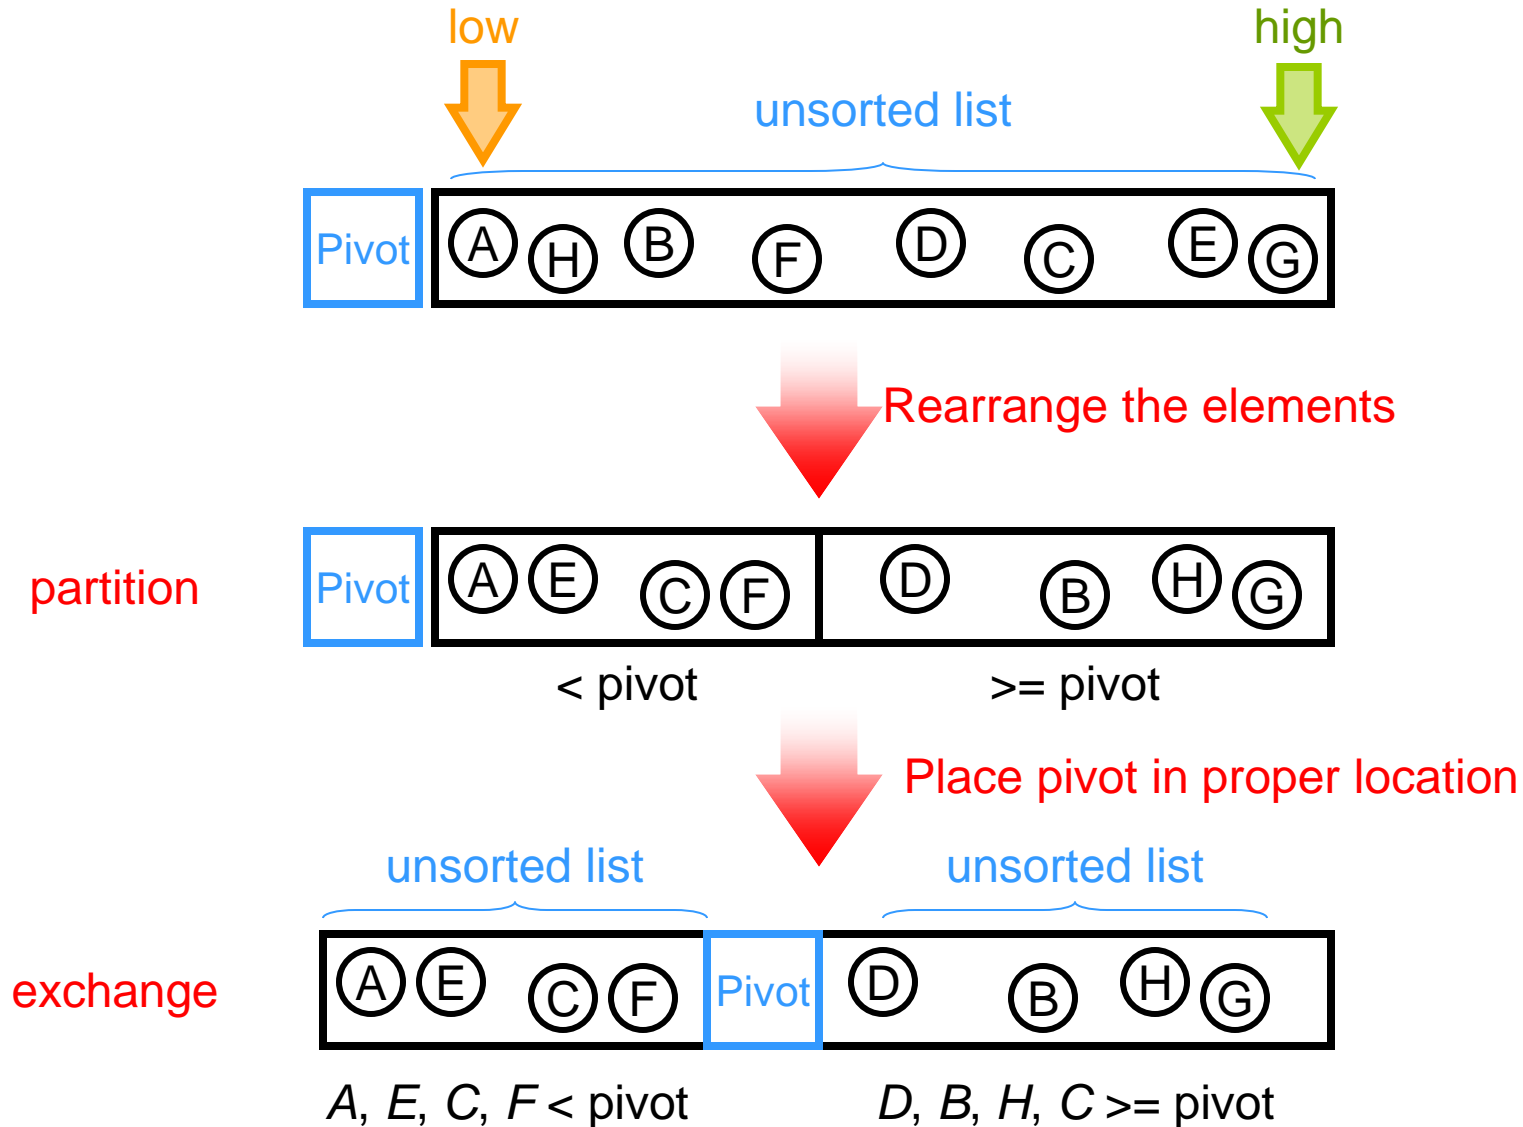 low
high
unsorted list
Pivot A H B F D C E G
Rearrange the elements
partition
Pivot A E C F D B H G
< pivot
>= pivot
Place pivot in proper location
unsorted list
unsorted list
exchange
A E C F Pivot D B H G
A, E, C, F < pivot
D, B, H, C >= pivot